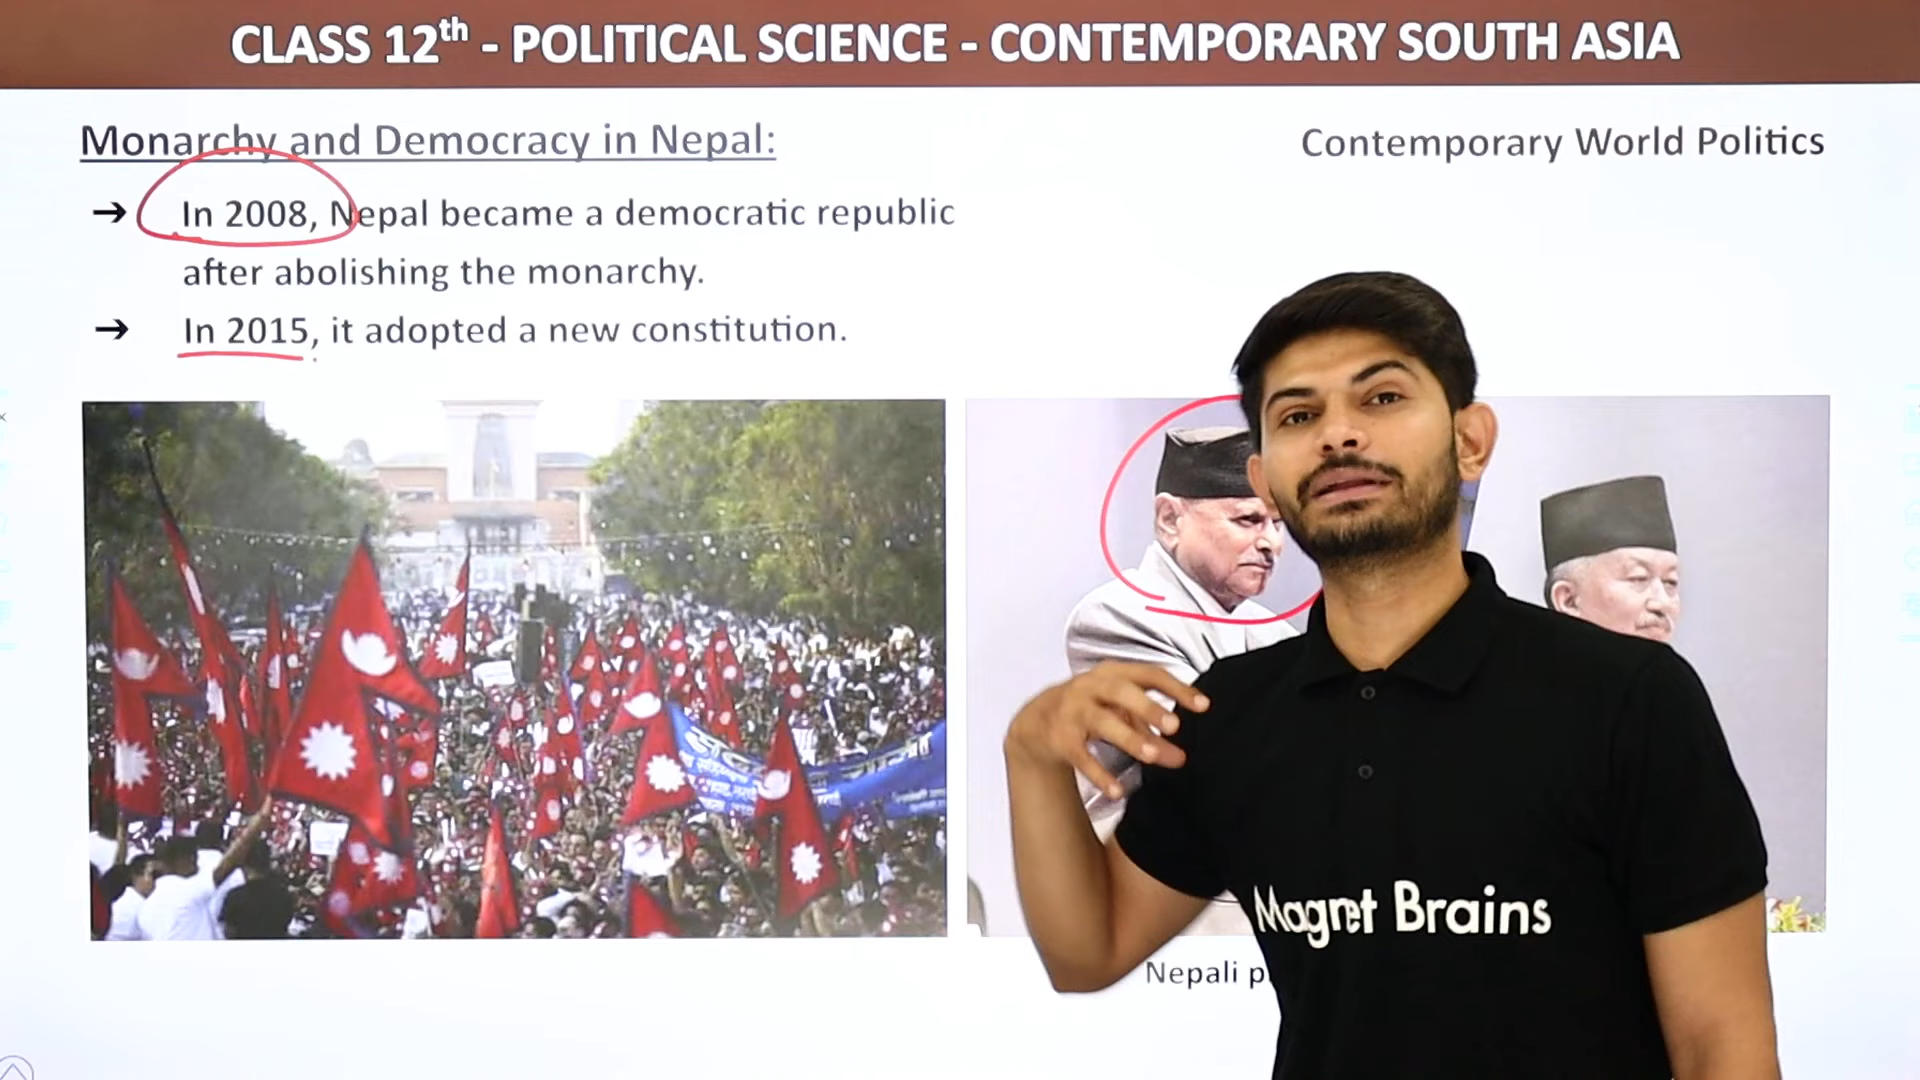 CLASS 12th - POLITICAL SCIENCE - CONTEMPORARY SOUTH ASIA
Monarchy and Democracy in Nepal:
Contemporary World Politics
➔ In 2008, Nepal became a democratic republic
after abolishing the monarchy.
➔ In 2015, it adopted a new constitution.
Magnet Brains
Nepali